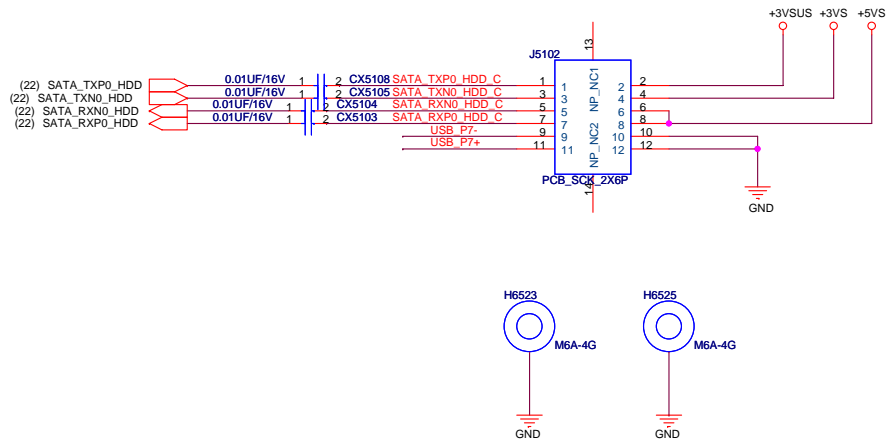 +3VSUS +3VS +5VS
13
J5102
(22) SATA_TXP0_HDD 0.01UF/16V 1 2 CX5108 SATA_TXP0_HDD_C 1 1 NP_NC1 2 2
(22) SATA_TXN0_HDD 0.01UF/16V 1 2 CX5105 SATA_TXN0_HDD_C 3 3 4 4
(22) SATA_RXN0_HDD 0.01UF/16V 1 2 CX5104 SATA_RXN0_HDD_C 5 5 6 6
(22) SATA_RXP0_HDD 0.01UF/16V 1 2 CX5103 SATA_RXP0_HDD_C 7 7 NP_NC2 8 8
USB_P7- 9 9 10 10
USB_P7+ 11 11 12 12
PCB_SCK_2X6P
14
GND
H6523 H6525
M6A-4G M6A-4G
GND GND